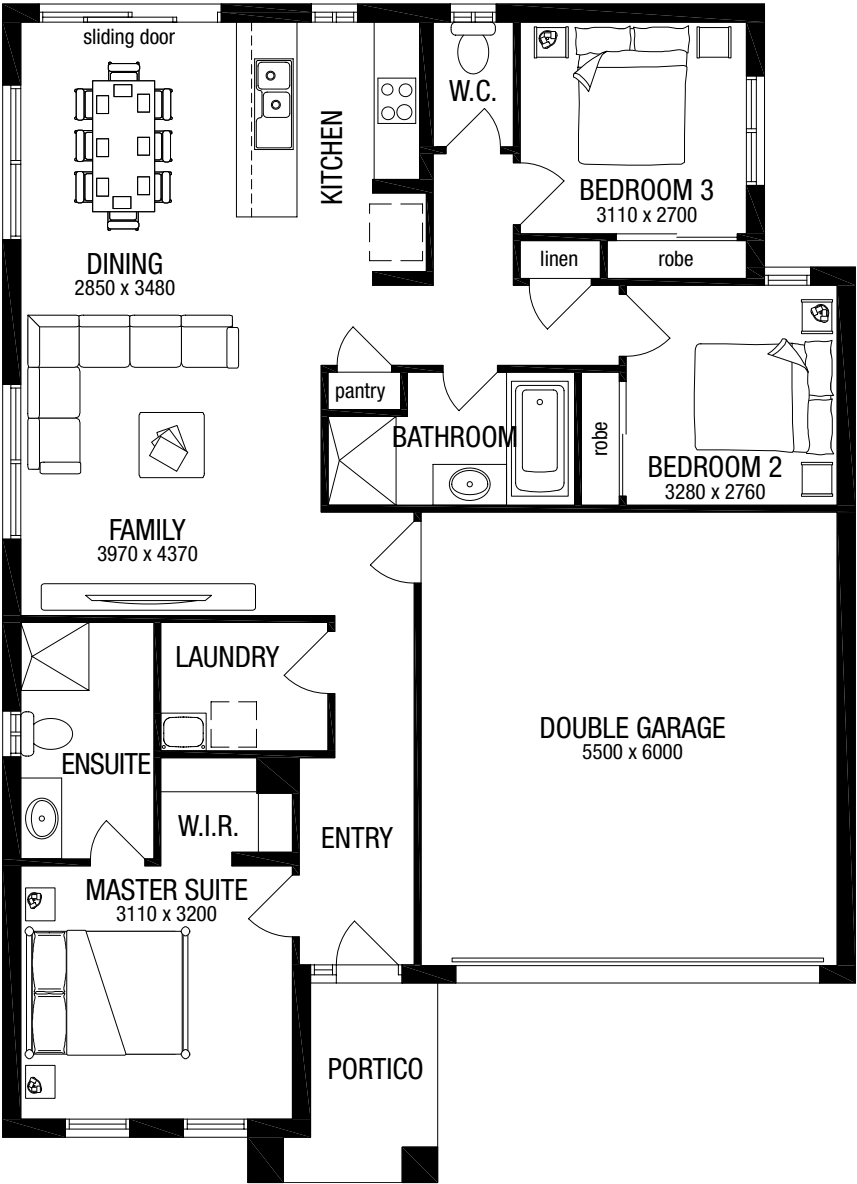 sliding door
W.C.
KITCHEN
BEDROOM 3
3110 x 2700
DINING
2850 x 3480
linen
robe
pantry
BATHROOM
robe
BEDROOM 2
3280 x 2760
FAMILY
3970 x 4370
LAUNDRY
DOUBLE GARAGE
5500 x 6000
ENSUITE
W.I.R.
ENTRY
MASTER SUITE
3110 x 3200
PORTICO